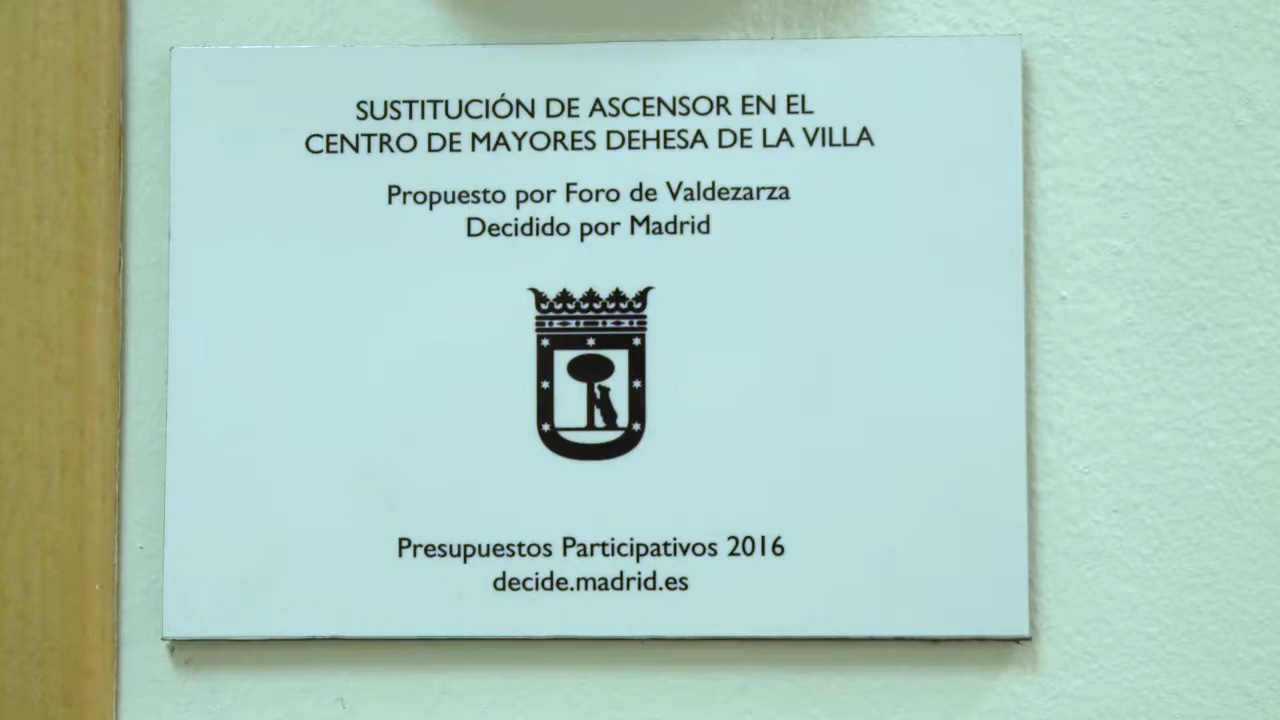 SUSTITUCIÓN DE ASCENSOR EN EL
CENTRO DE MAYORES DEHESA DE LA VILLA
Propuesto por Foro de Valdezarza
Decidido por Madrid
Presupuestos Participativos 2016
decide.madrid.es